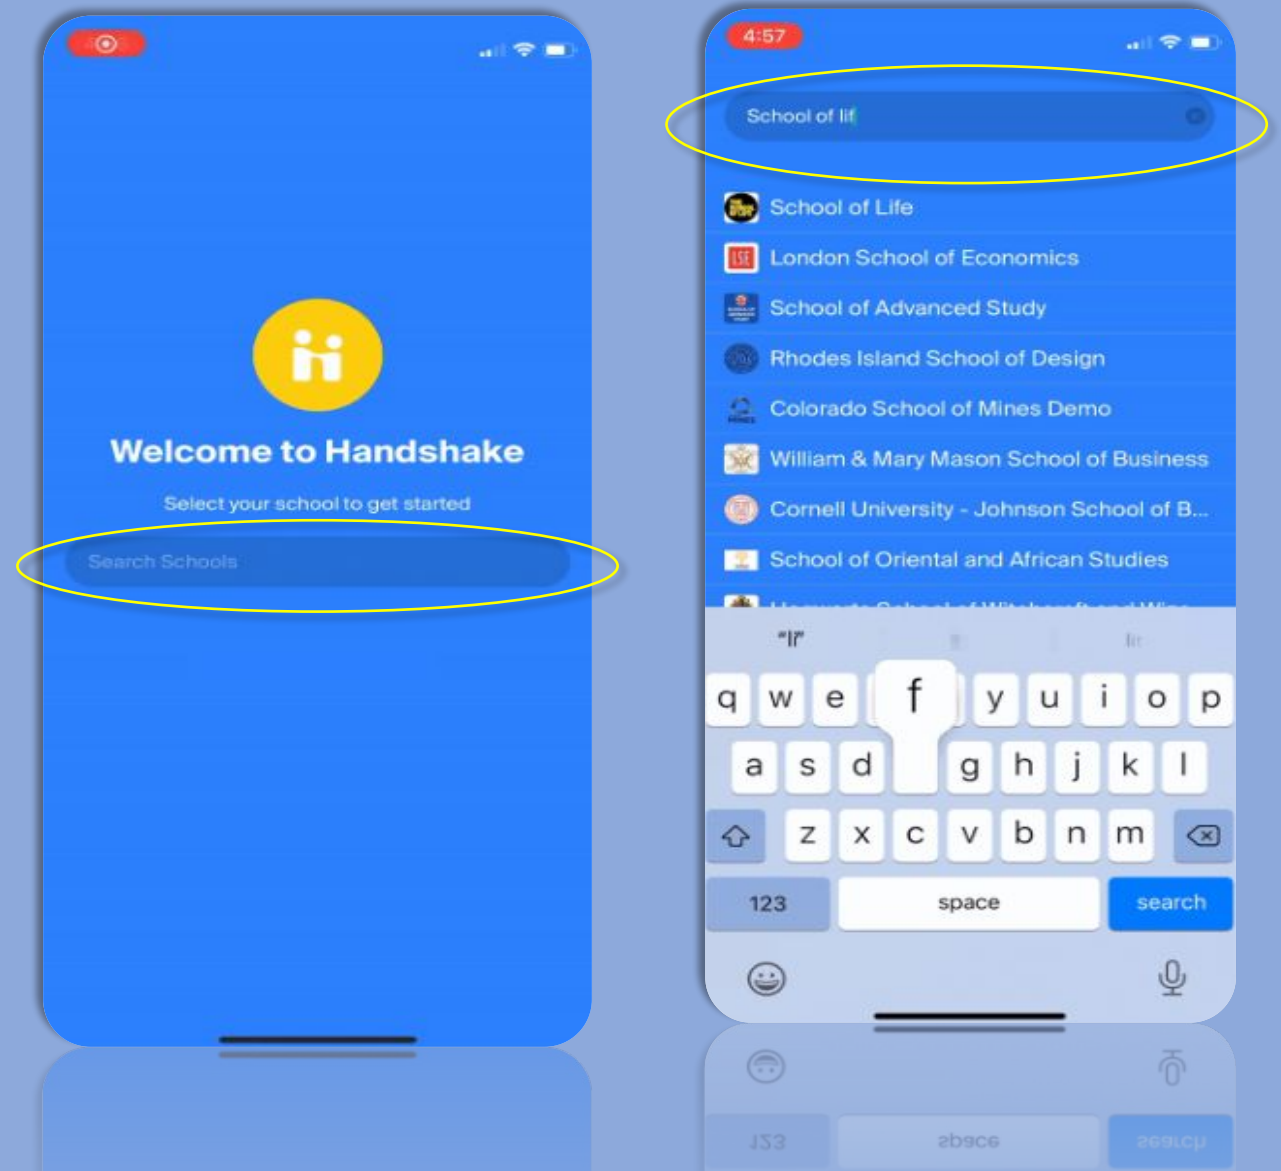 Welcome to Handshake
Select your school to get started
Search Schools
4:57
School of lif
School of Life
LSE London School of Economics
School of Advanced Study
Rhodes Island School of Design
Colorado School of Mines Demo
William & Mary Mason School of Business
Cornell University - Johnson School of B...
School of Oriental and African Studies
"li"
q w e f y u i o p
a s d g h j k l
z x c v b n m
123 space search